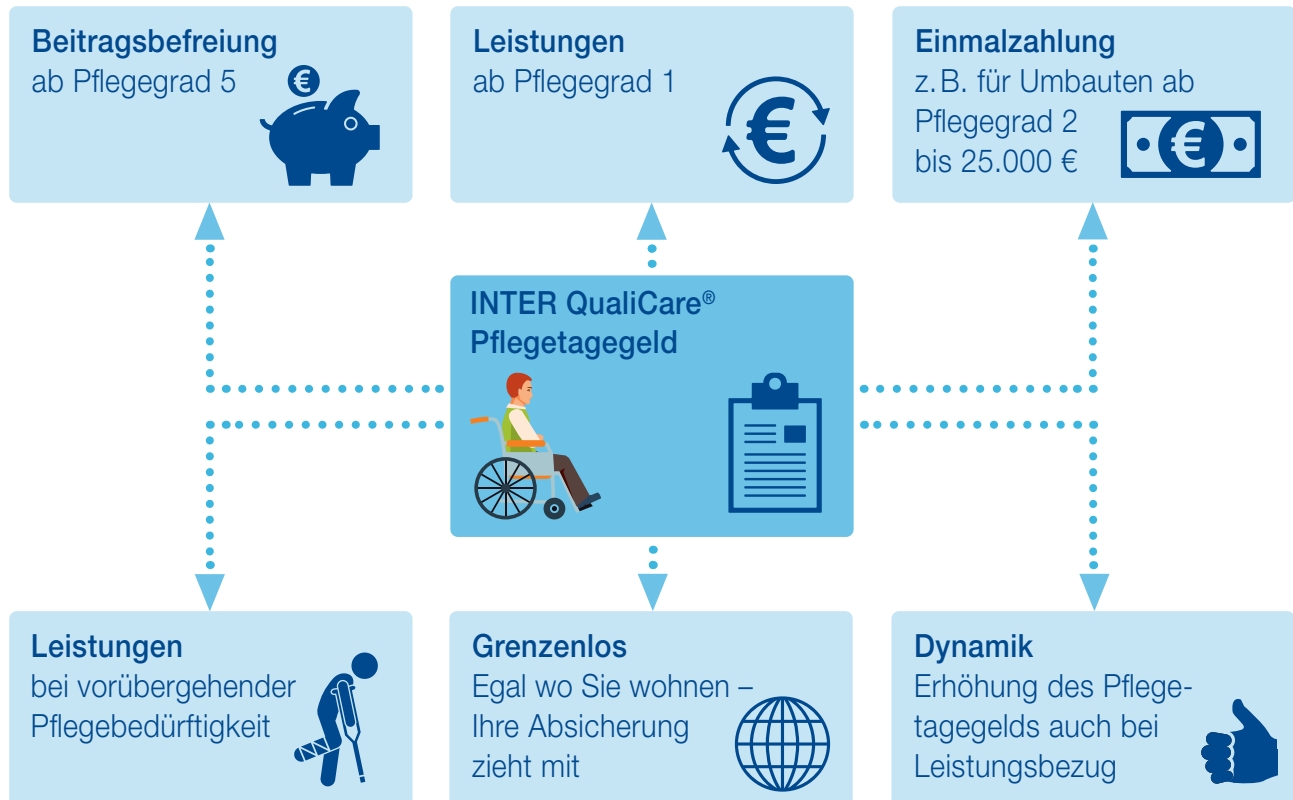 Beitragsbefreiung
ab Pflegegrad 5
€
Leistungen
ab Pflegegrad 1
€
Einmalzahlung
z. B. für Umbauten ab
Pflegegrad 2
bis 25.000 €
€
INTER QualiCare®
Pflegetagegeld
Leistungen
bei vorübergehender
Pflegebedürftigkeit
Grenzenlos
Egal wo Sie wohnen –
Ihre Absicherung
zieht mit
Dynamik
Erhöhung des Pflege-
tagegelds auch bei
Leistungsbezug